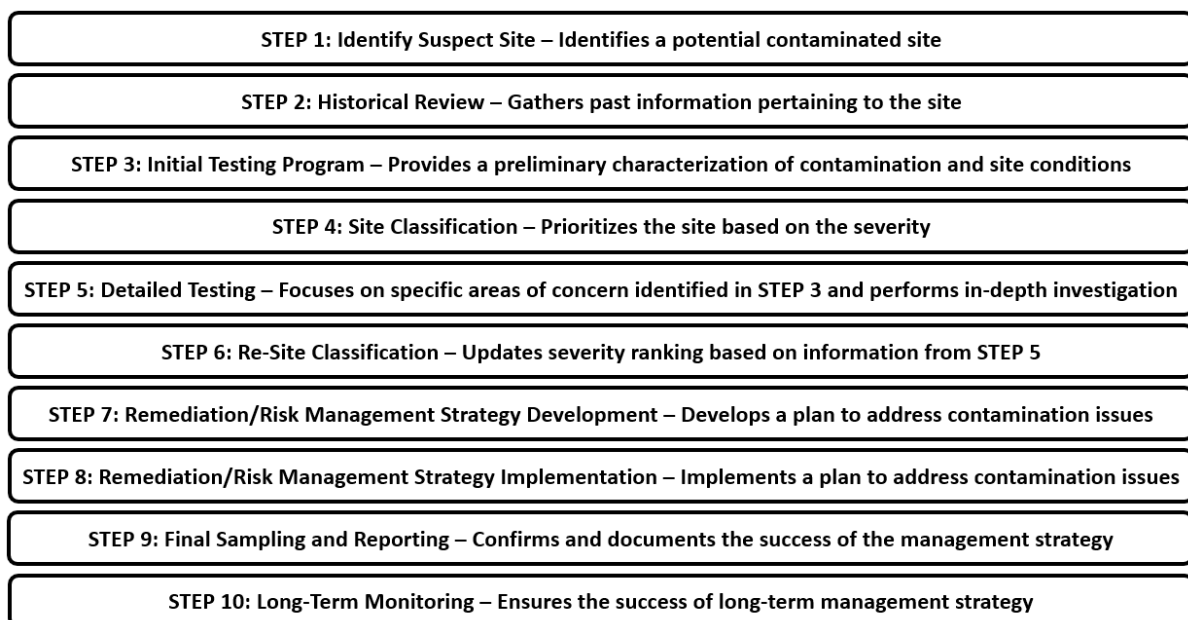 STEP 1: Identify Suspect Site – Identifies a potential contaminated site
STEP 2: Historical Review – Gathers past information pertaining to the site
STEP 3: Initial Testing Program – Provides a preliminary characterization of contamination and site conditions
STEP 4: Site Classification – Prioritizes the site based on the severity
STEP 5: Detailed Testing – Focuses on specific areas of concern identified in STEP 3 and performs in-depth investigation
STEP 6: Re-Site Classification – Updates severity ranking based on information from STEP 5
STEP 7: Remediation/Risk Management Strategy Development – Develops a plan to address contamination issues
STEP 8: Remediation/Risk Management Strategy Implementation – Implements a plan to address contamination issues
STEP 9: Final Sampling and Reporting – Confirms and documents the success of the management strategy
STEP 10: Long-Term Monitoring – Ensures the success of long-term management strategy